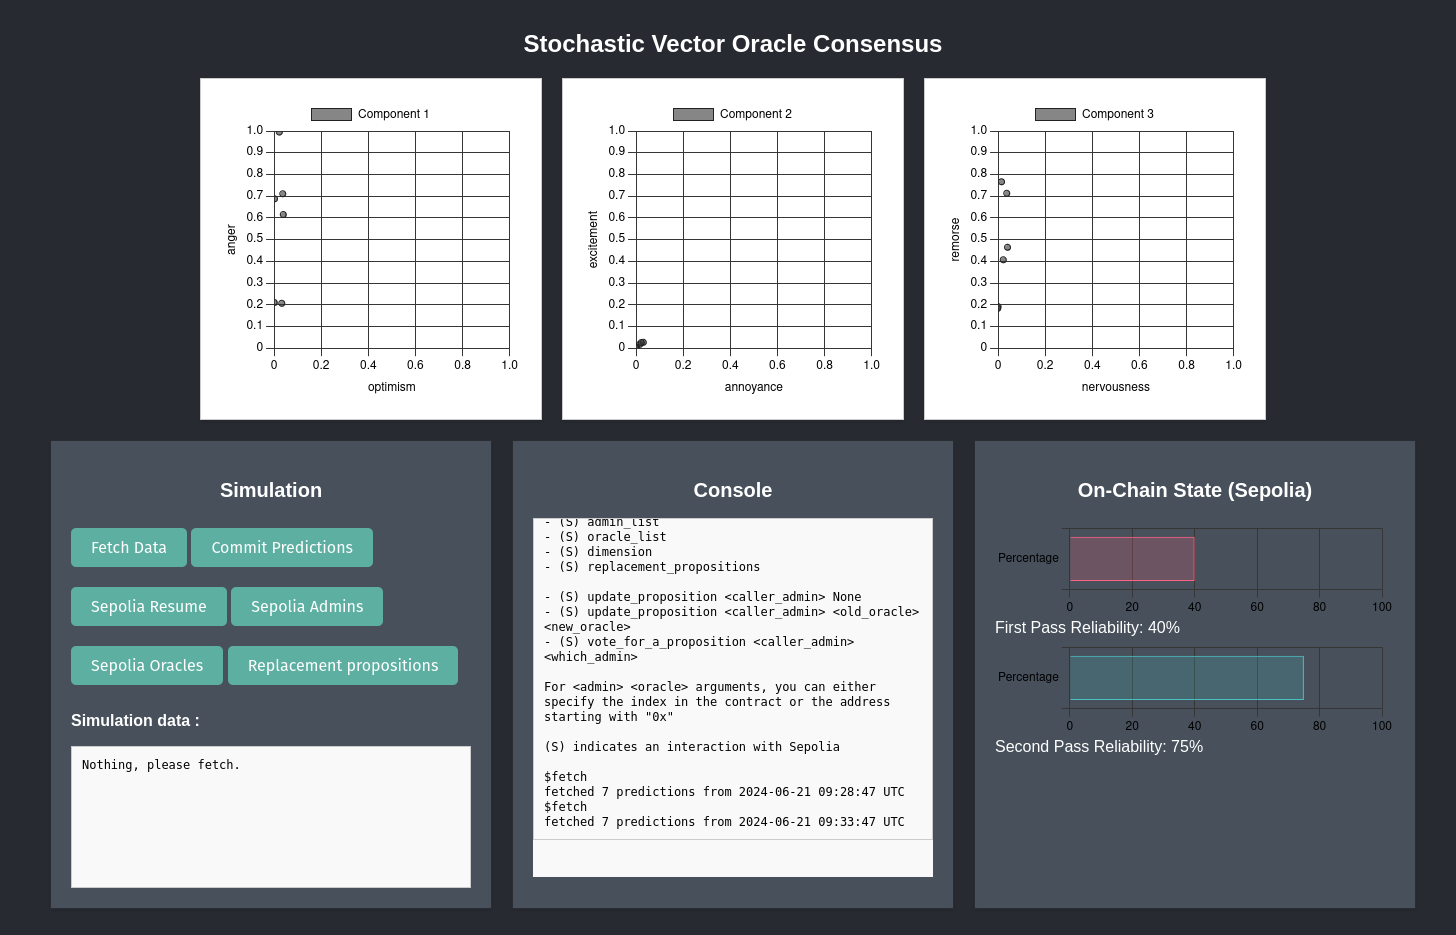 Stochastic Vector Oracle Consensus
Component 1
1.0
0.9
0.8
0.7
0.6
0.5
0.4
0.3
0.2
0.1
0
anger
0 0.2 0.4 0.6 0.8 1.0
optimism
Component 2
1.0
0.9
0.8
0.7
0.6
0.5
0.4
0.3
0.2
0.1
0
excitement
0 0.2 0.4 0.6 0.8 1.0
annoyance
Component 3
1.0
0.9
0.8
0.7
0.6
0.5
0.4
0.3
0.2
0.1
0
remorse
0 0.2 0.4 0.6 0.8 1.0
nervousness
Simulation
Fetch Data Commit Predictions
Sepolia Resume Sepolia Admins
Sepolia Oracles Replacement propositions
Simulation data :
Nothing, please fetch.
Console
- (S) admin_list
- (S) oracle_list
- (S) dimension
- (S) replacement_propositions
- (S) update_proposition <caller_admin> None
- (S) update_proposition <caller_admin> <old_oracle>
<new_oracle>
- (S) vote_for_a_proposition <caller_admin>
<which_admin>
For <admin> <oracle> arguments, you can either
specify the index in the contract or the address
starting with "0x"
(S) indicates an interaction with Sepolia
$fetch
fetched 7 predictions from 2024-06-21 09:28:47 UTC
$fetch
fetched 7 predictions from 2024-06-21 09:33:47 UTC
On-Chain State (Sepolia)
Percentage
0 20 40 60 80 100
First Pass Reliability: 40%
Percentage
0 20 40 60 80 100
Second Pass Reliability: 75%